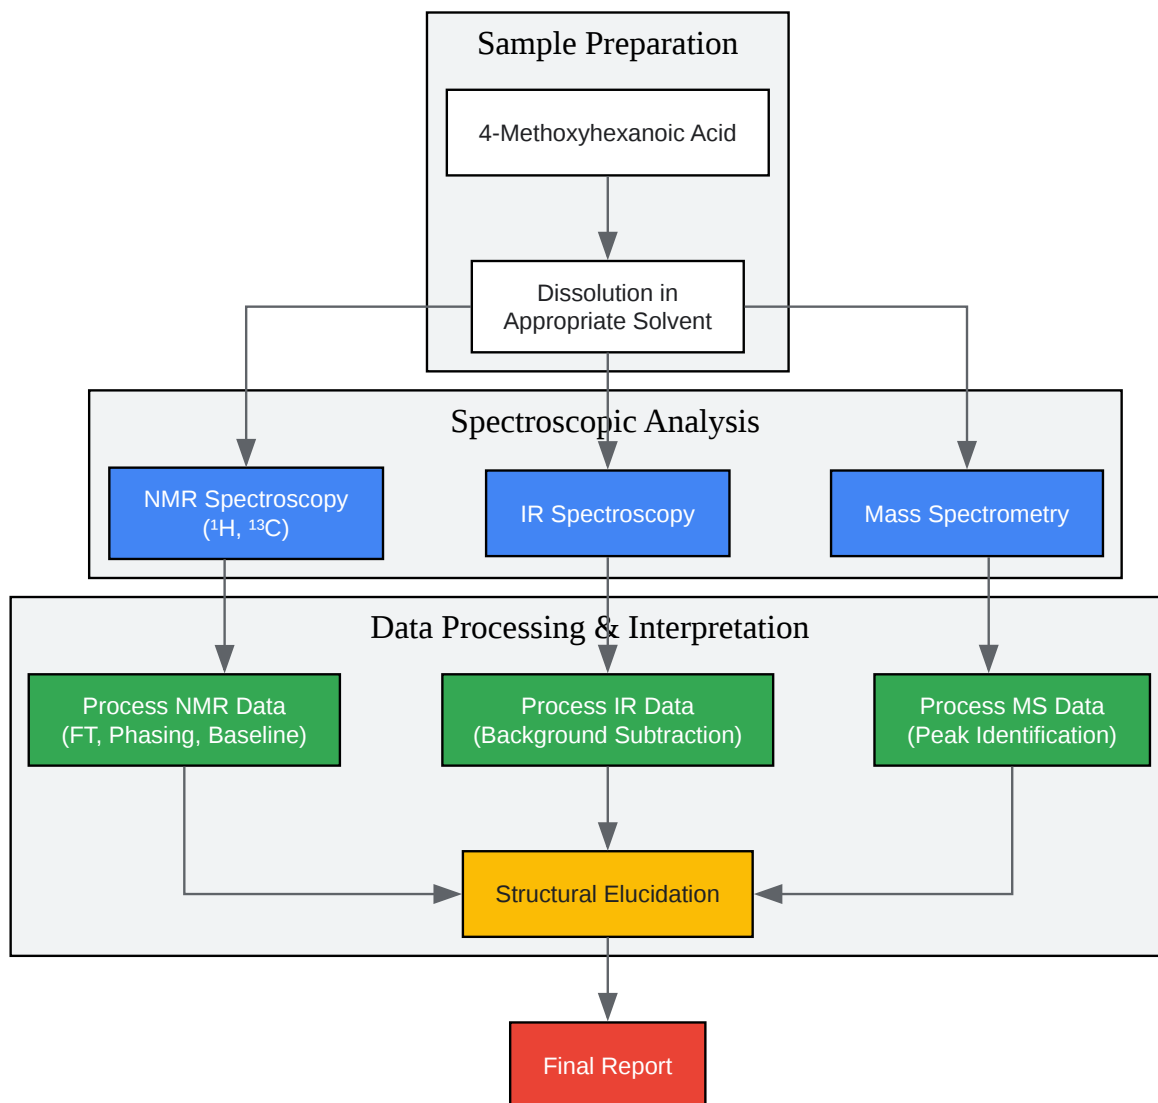 Sample Preparation
4-Methoxyhexanoic Acid
Dissolution in
Appropriate Solvent
Spectroscopic Analysis
NMR Spectroscopy
(¹H, ¹³C)
IR Spectroscopy
Mass Spectrometry
Data Processing & Interpretation
Process NMR Data
(FT, Phasing, Baseline)
Process IR Data
(Background Subtraction)
Process MS Data
(Peak Identification)
Structural Elucidation
Final Report